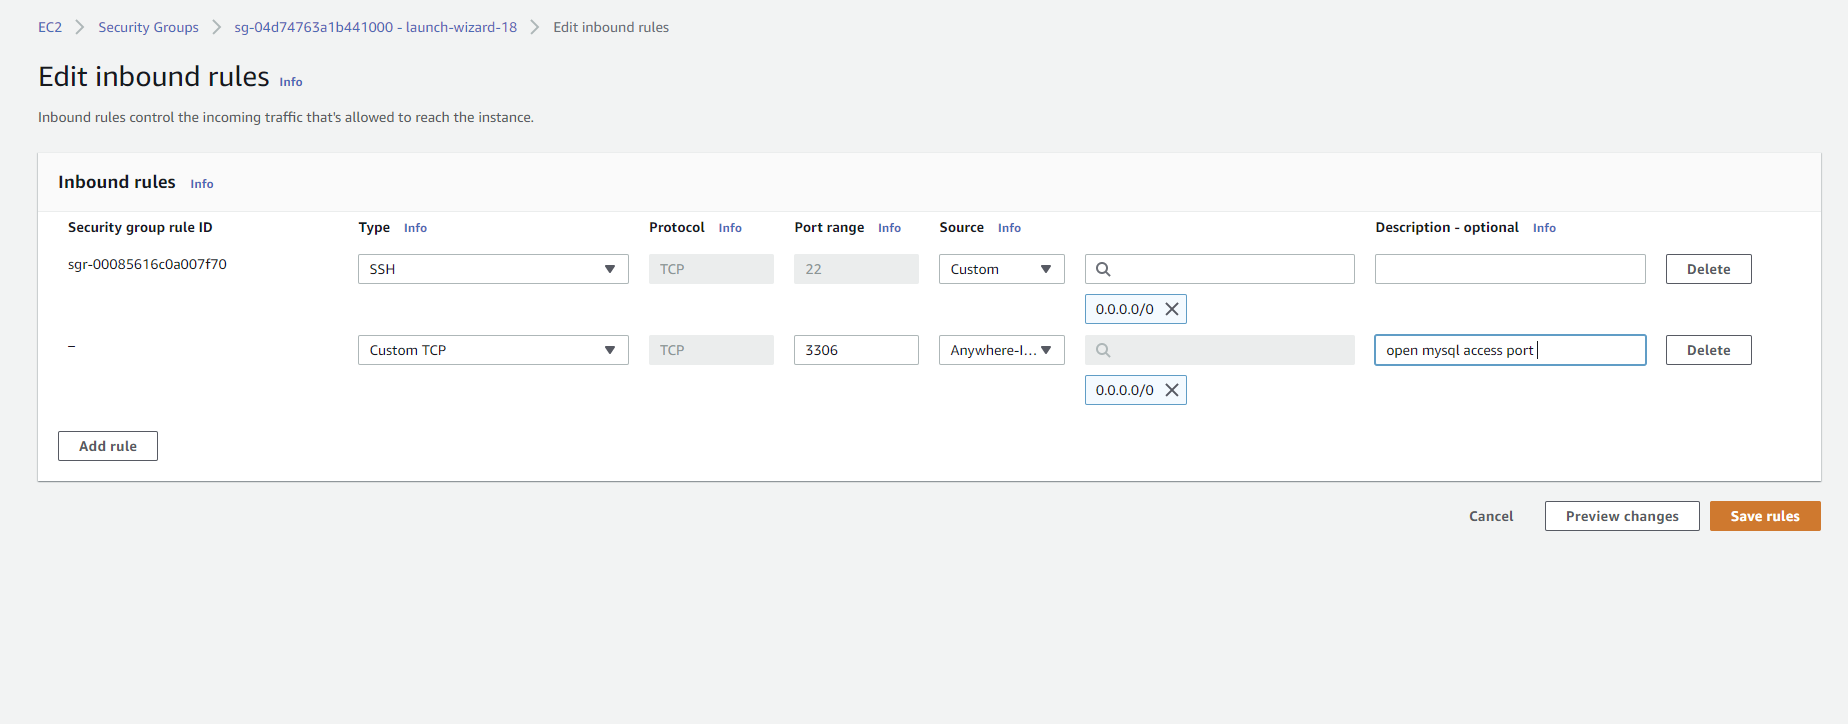 EC2 Security Groups sg-04d74763a1b441000 - launch-wizard-18 Edit inbound rules
Edit inbound rules Info
Inbound rules control the incoming traffic that's allowed to reach the instance.
Inbound rules Info
Security group rule ID Type Info Protocol Info Port range Info Source Info Description - optional Info
sgr-00085616c0a007f70 SSH TCP 22 Custom Delete
0.0.0.0/0
– Custom TCP TCP 3306 Anywhere-I... open mysql access port Delete
0.0.0.0/0
Add rule
Cancel Preview changes Save rules